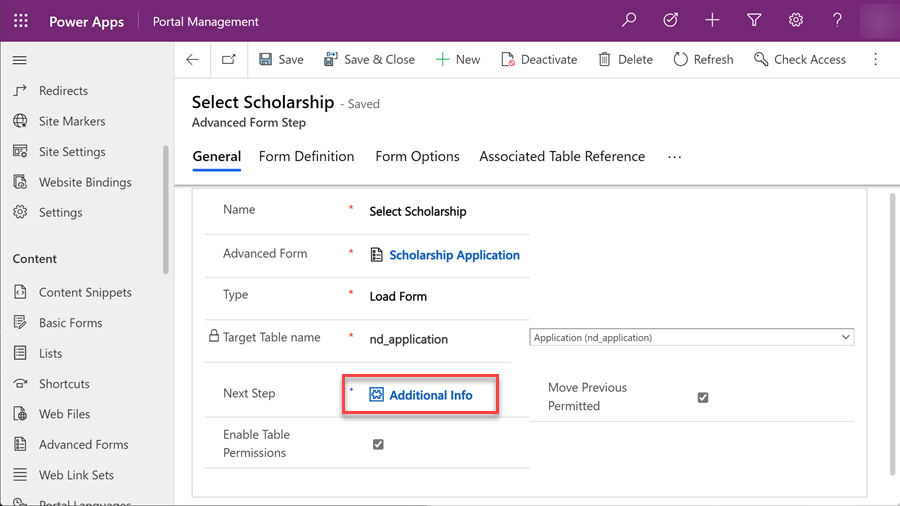 Power Apps
Portal Management
Save
Save & Close
New
Deactivate
Delete
Refresh
Check Access
Redirects
Site Markers
Site Settings
Website Bindings
Settings
Content
Content Snippets
Basic Forms
Lists
Shortcuts
Web Files
Advanced Forms
Web Link Sets
Portal Languages
Select Scholarship - Saved
Advanced Form Step
General
Form Definition
Form Options
Associated Table Reference
...
Name * Select Scholarship
Advanced Form * Scholarship Application
Type * Load Form
Target Table name * nd_application
Application (nd_application)
Next Step + Additional Info
Move Previous
Permitted
Enable Table
Permissions